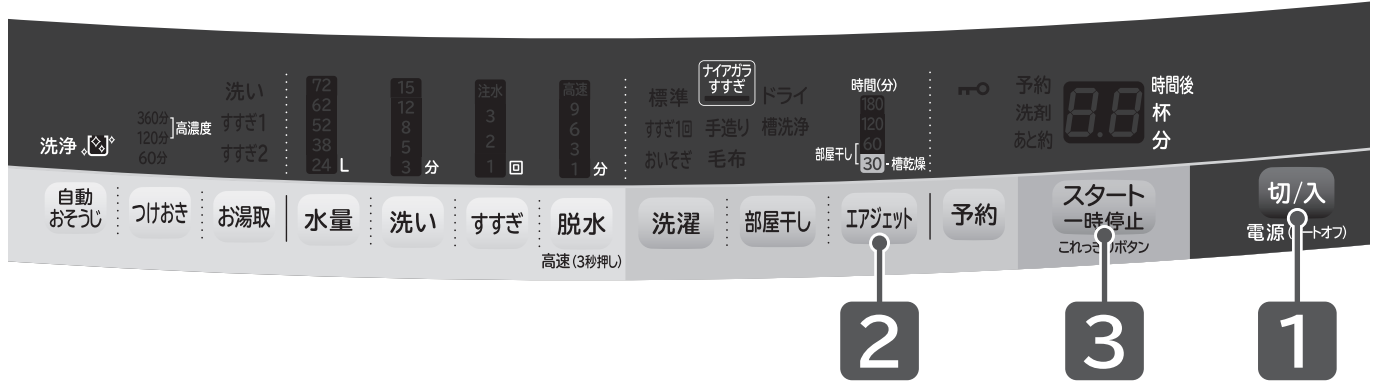 洗浄
360分
120分
60分
高濃度
洗い
すすぎ1
すすぎ2
72
62
52
38
24 L
15
12
8
5
3 分
注水
3
2
1 回
高速
9
6
3
1 分
標準
ナイアガラ
すすぎ
ドライ
すすぎ1回 手造り 槽洗浄
おいそぎ 毛布
時間(分)
180
120
部屋干し 60
30 - 槽乾燥
予約
洗剤
あと約
8.8
時間後
杯
分
自動
おそうじ
つけおき
お湯取
水量
洗い
すすぎ
脱水
高速(3秒押し)
洗濯
部屋干し
エアジェット
予約
スタート
一時停止
ボタン
切/入
電源
2
3
1